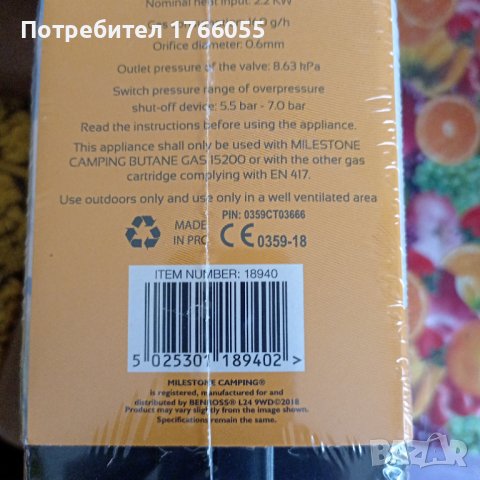 Потребител 1766055
Nominal heat input: 2.2 KW
g/h
Orifice diameter: 0.6mm
Outlet pressure of the valve: 8.63 kPa
Switch pressure range of overpressure
shut-off device: 5.5 bar - 7.0 bar
Read the instructions before using the appliance.
This appliance shall only be used with MILESTONE
CAMPING BUTANE GAS 15200 or with the other gas
cartridge complying with EN 417.
Use outdoors only and use only in a well ventilated area
PIN: 0359CT03666
MADE
IN PRC
CE 0359-18
ITEM NUMBER: 18940
5 025301 189402 >
MILESTONE CAMPING®
is registered, manufactured for and
distributed by BENROSS® L24 9WD©2018
Product may vary slightly from the image shown.
Specifications remain the same.
BAZAR